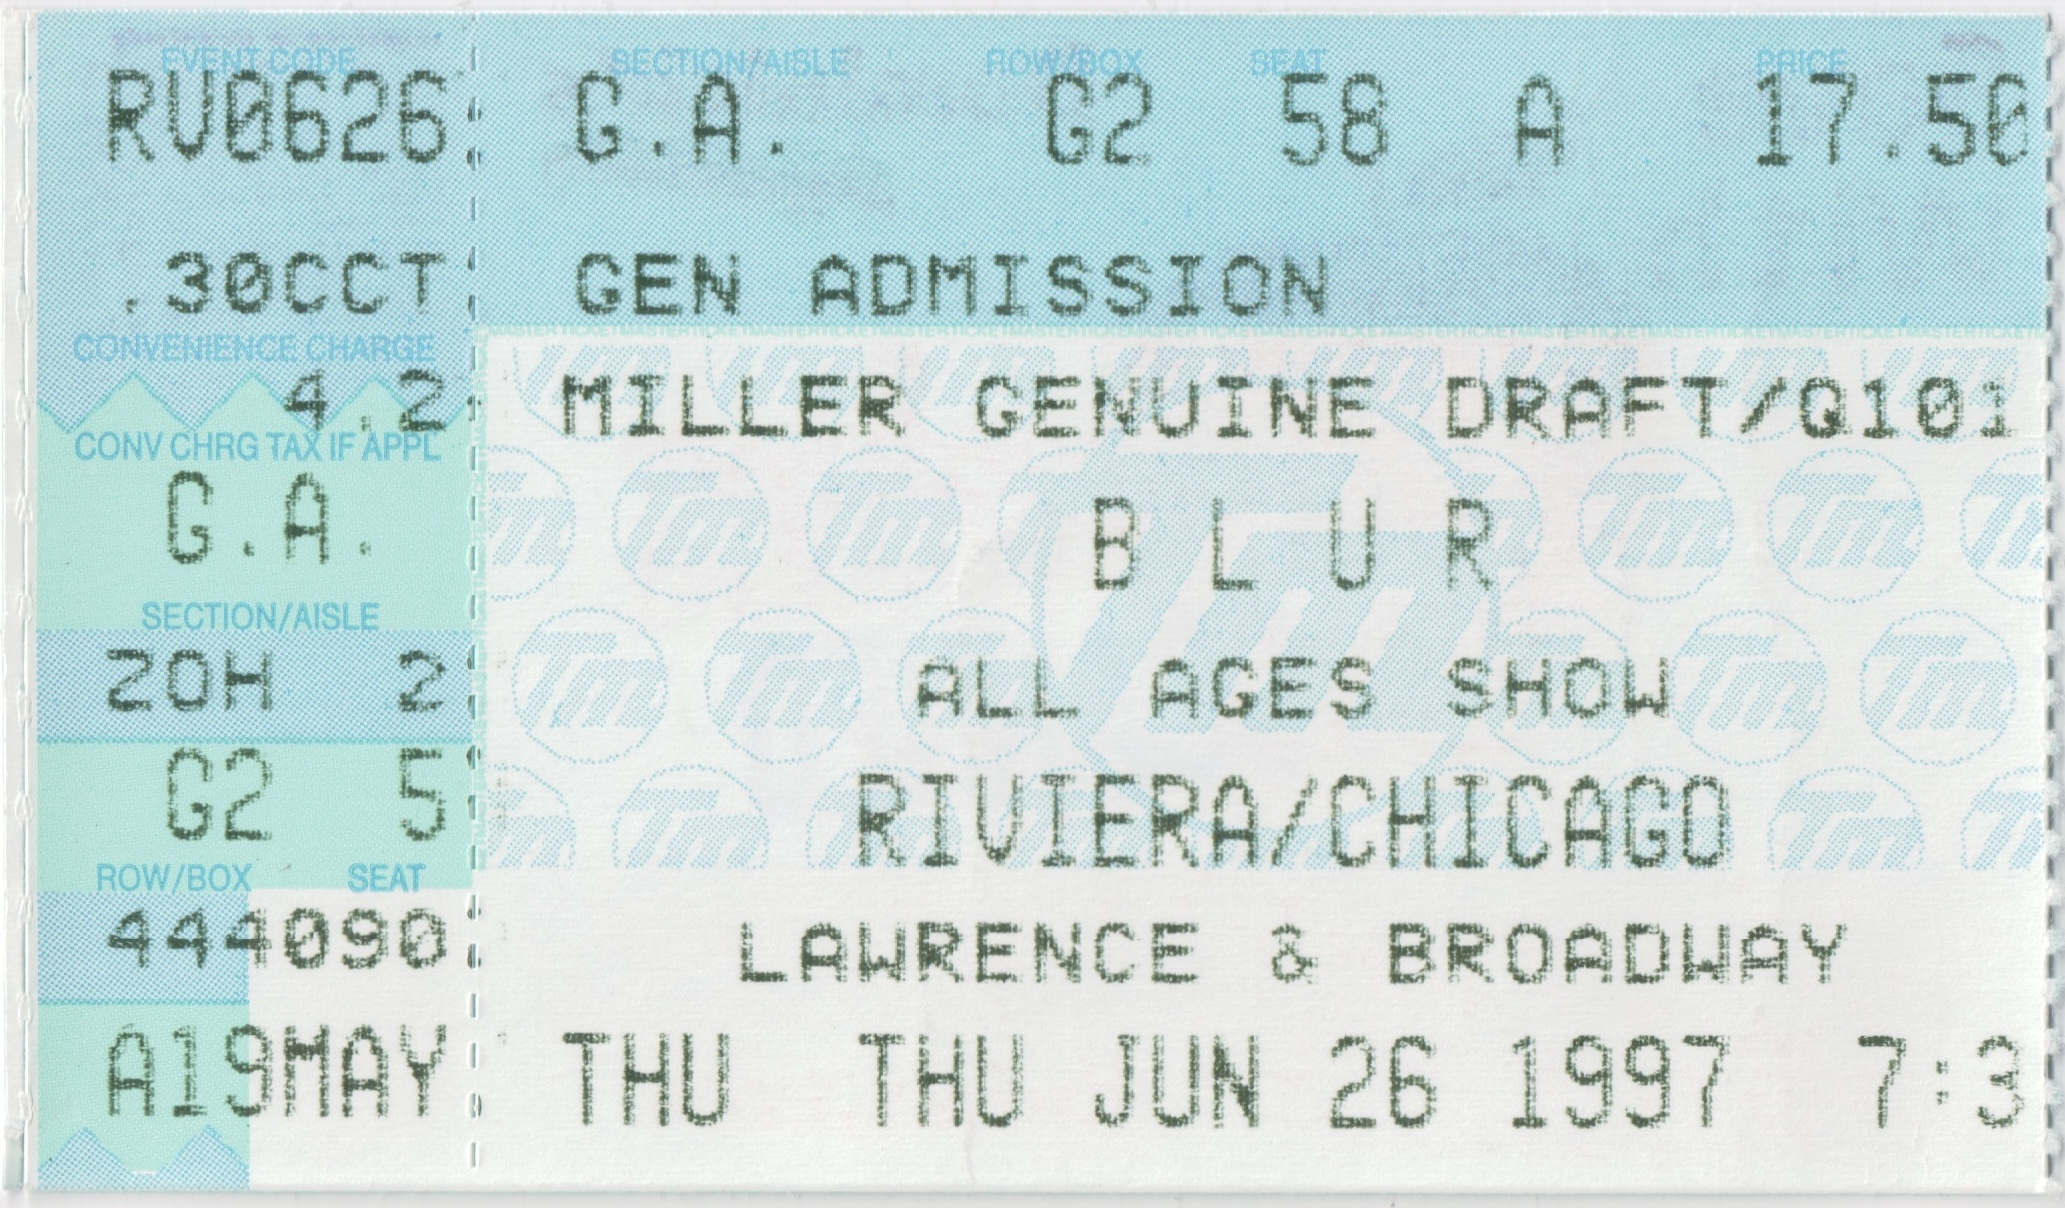 EVENT CODE
RV0626
.30CCT
CONVENIENCE CHARGE
4.2
CONV CHRG TAX IF APPL
G.A.
SECTION/AISLE
ZOH 2
G2 5
ROW/BOX SEAT
444090
A19MAY
SECTION/AISLE ROW/BOX SEAT PRICE
G.A. G2 58 A 17.50
GEN ADMISSION
MILLER GENUINE DRAFT/Q101
B L U R
ALL AGES SHOW
RIVIERA/CHICAGO
LAWRENCE & BROADWAY
THU THU JUN 26 1997 7:3